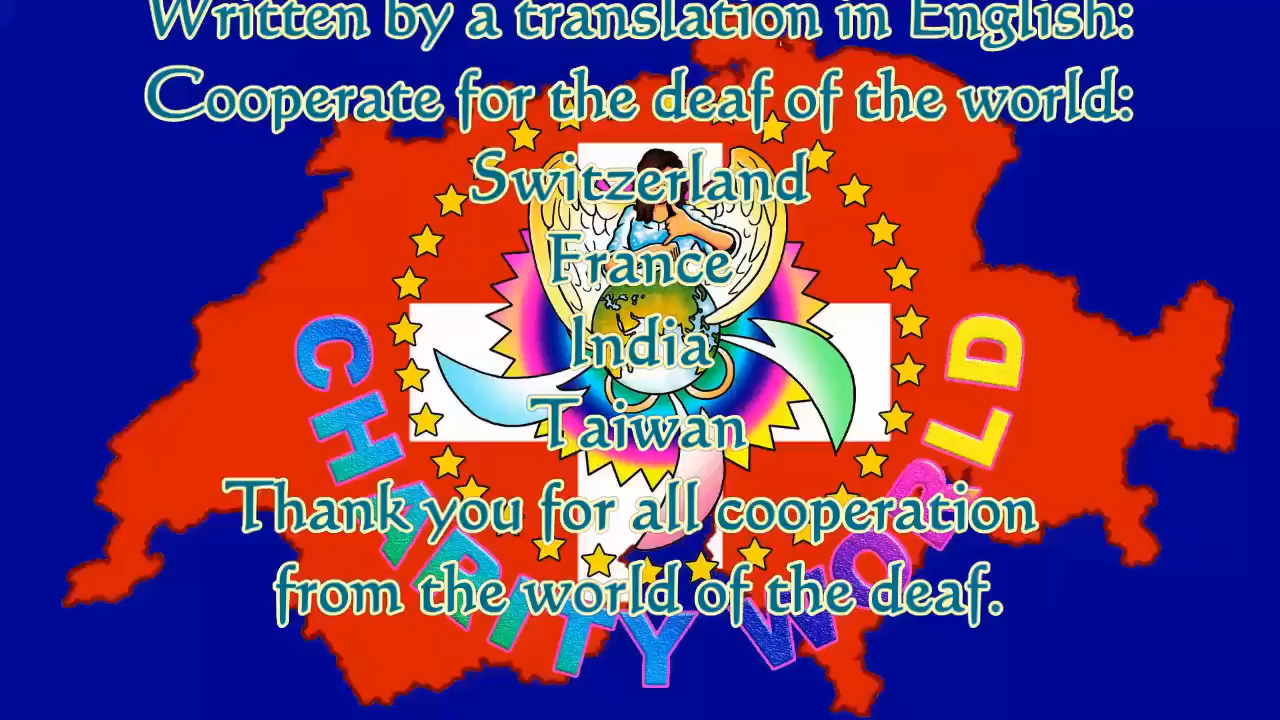 Written by a translation in English:
Cooperate for the deaf of the world:
Switzerland
France
India
Taiwan
Thank you for all cooperation
from the world of the deaf.
CHARITY WORLD